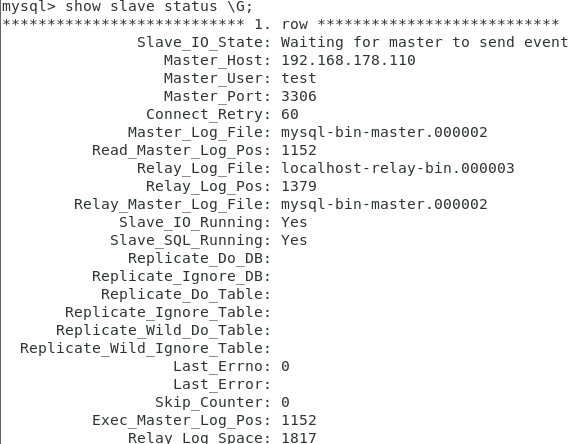 mysql> show slave status \G;
*************************** 1. row ***************************
Slave_IO_State: Waiting for master to send event
Master_Host: 192.168.178.110
Master_User: test
Master_Port: 3306
Connect_Retry: 60
Master_Log_File: mysql-bin-master.000002
Read_Master_Log_Pos: 1152
Relay_Log_File: localhost-relay-bin.000003
Relay_Log_Pos: 1379
Relay_Master_Log_File: mysql-bin-master.000002
Slave_IO_Running: Yes
Slave_SQL_Running: Yes
Replicate_Do_DB:
Replicate_Ignore_DB:
Replicate_Do_Table:
Replicate_Ignore_Table:
Replicate_Wild_Do_Table:
Replicate_Wild_Ignore_Table:
Last_Errno: 0
Last_Error:
Skip_Counter: 0
Exec_Master_Log_Pos: 1152
Relay_Log_Space: 1817